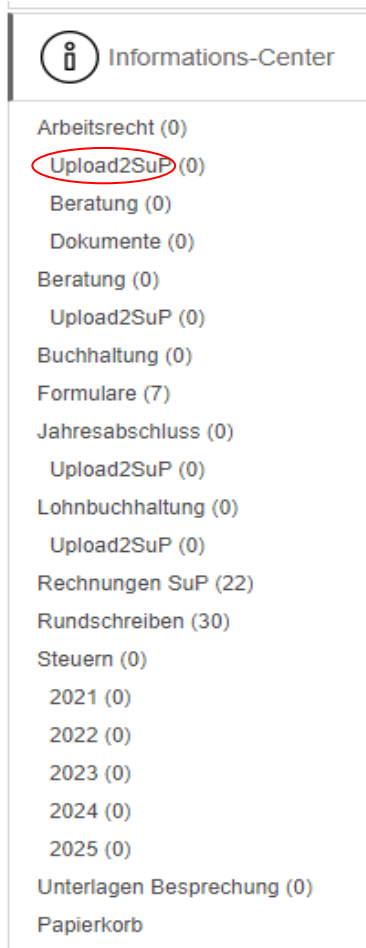 Informations-Center
Arbeitsrecht (0)
Upload2SuP (0)
Beratung (0)
Dokumente (0)
Beratung (0)
Upload2SuP (0)
Buchhaltung (0)
Formulare (7)
Jahresabschluss (0)
Upload2SuP (0)
Lohnbuchhaltung (0)
Upload2SuP (0)
Rechnungen SuP (22)
Rundschreiben (30)
Steuern (0)
2021 (0)
2022 (0)
2023 (0)
2024 (0)
2025 (0)
Unterlagen Besprechung (0)
Papierkorb